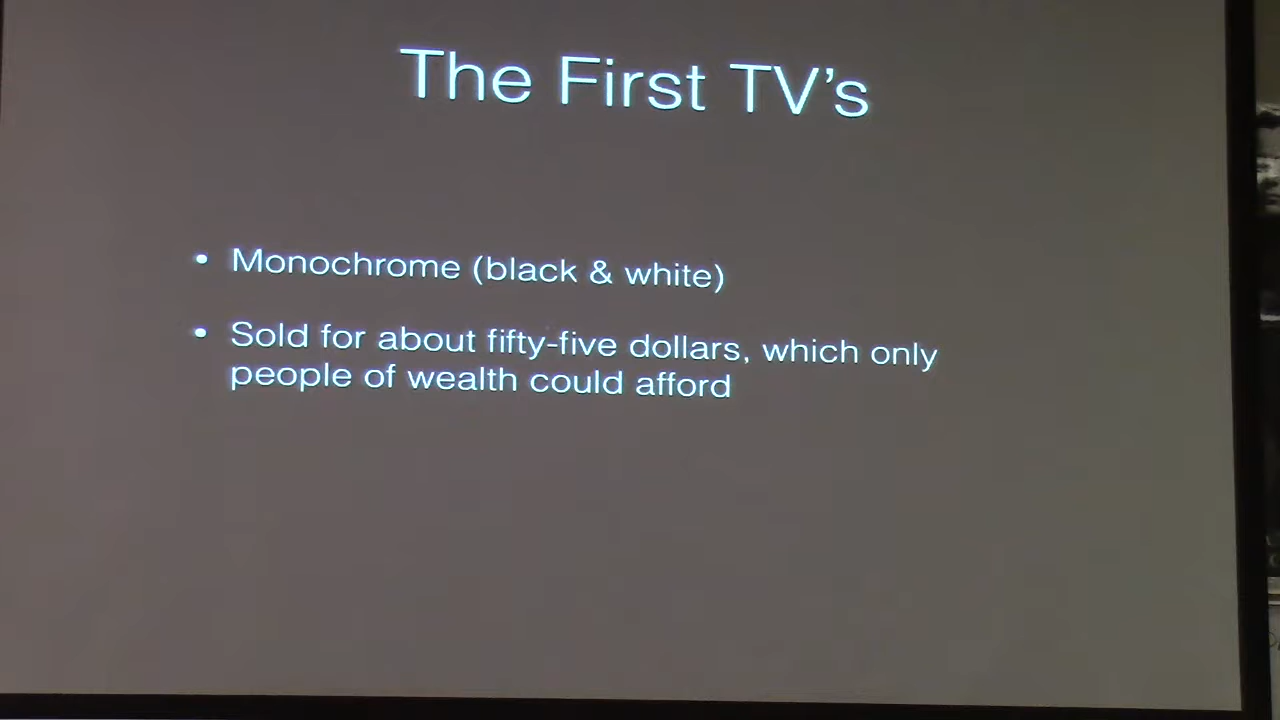 The First TV's
• Monochrome (black & white)
• Sold for about fifty-five dollars, which only
people of wealth could afford